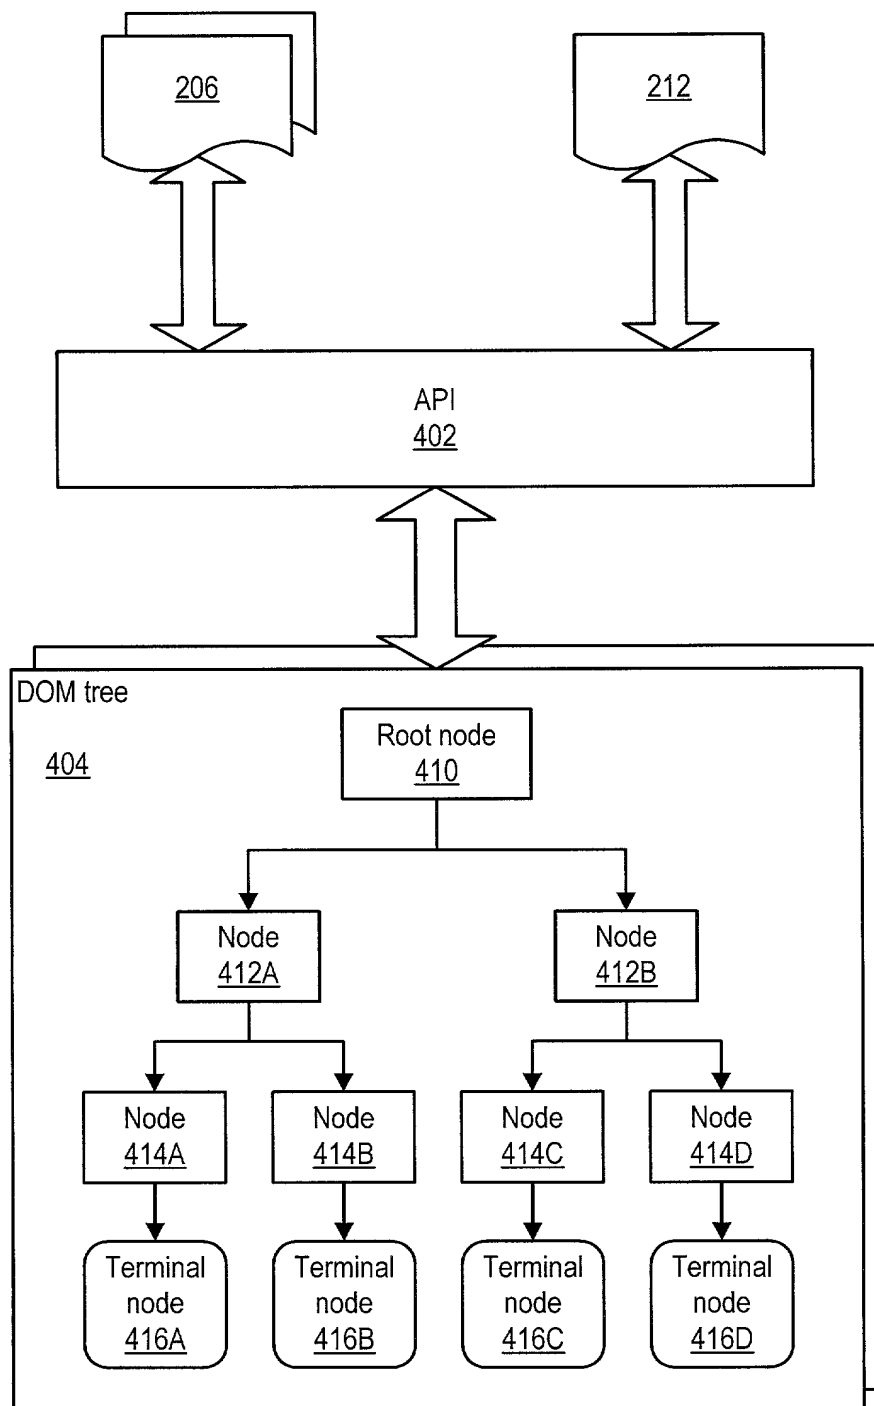 206
212
API
402
DOM tree
404
Root node
410
Node
412A
Node
412B
Node
414A
Node
414B
Node
414C
Node
414D
Terminal
node
416A
Terminal
node
416B
Terminal
node
416C
Terminal
node
416D